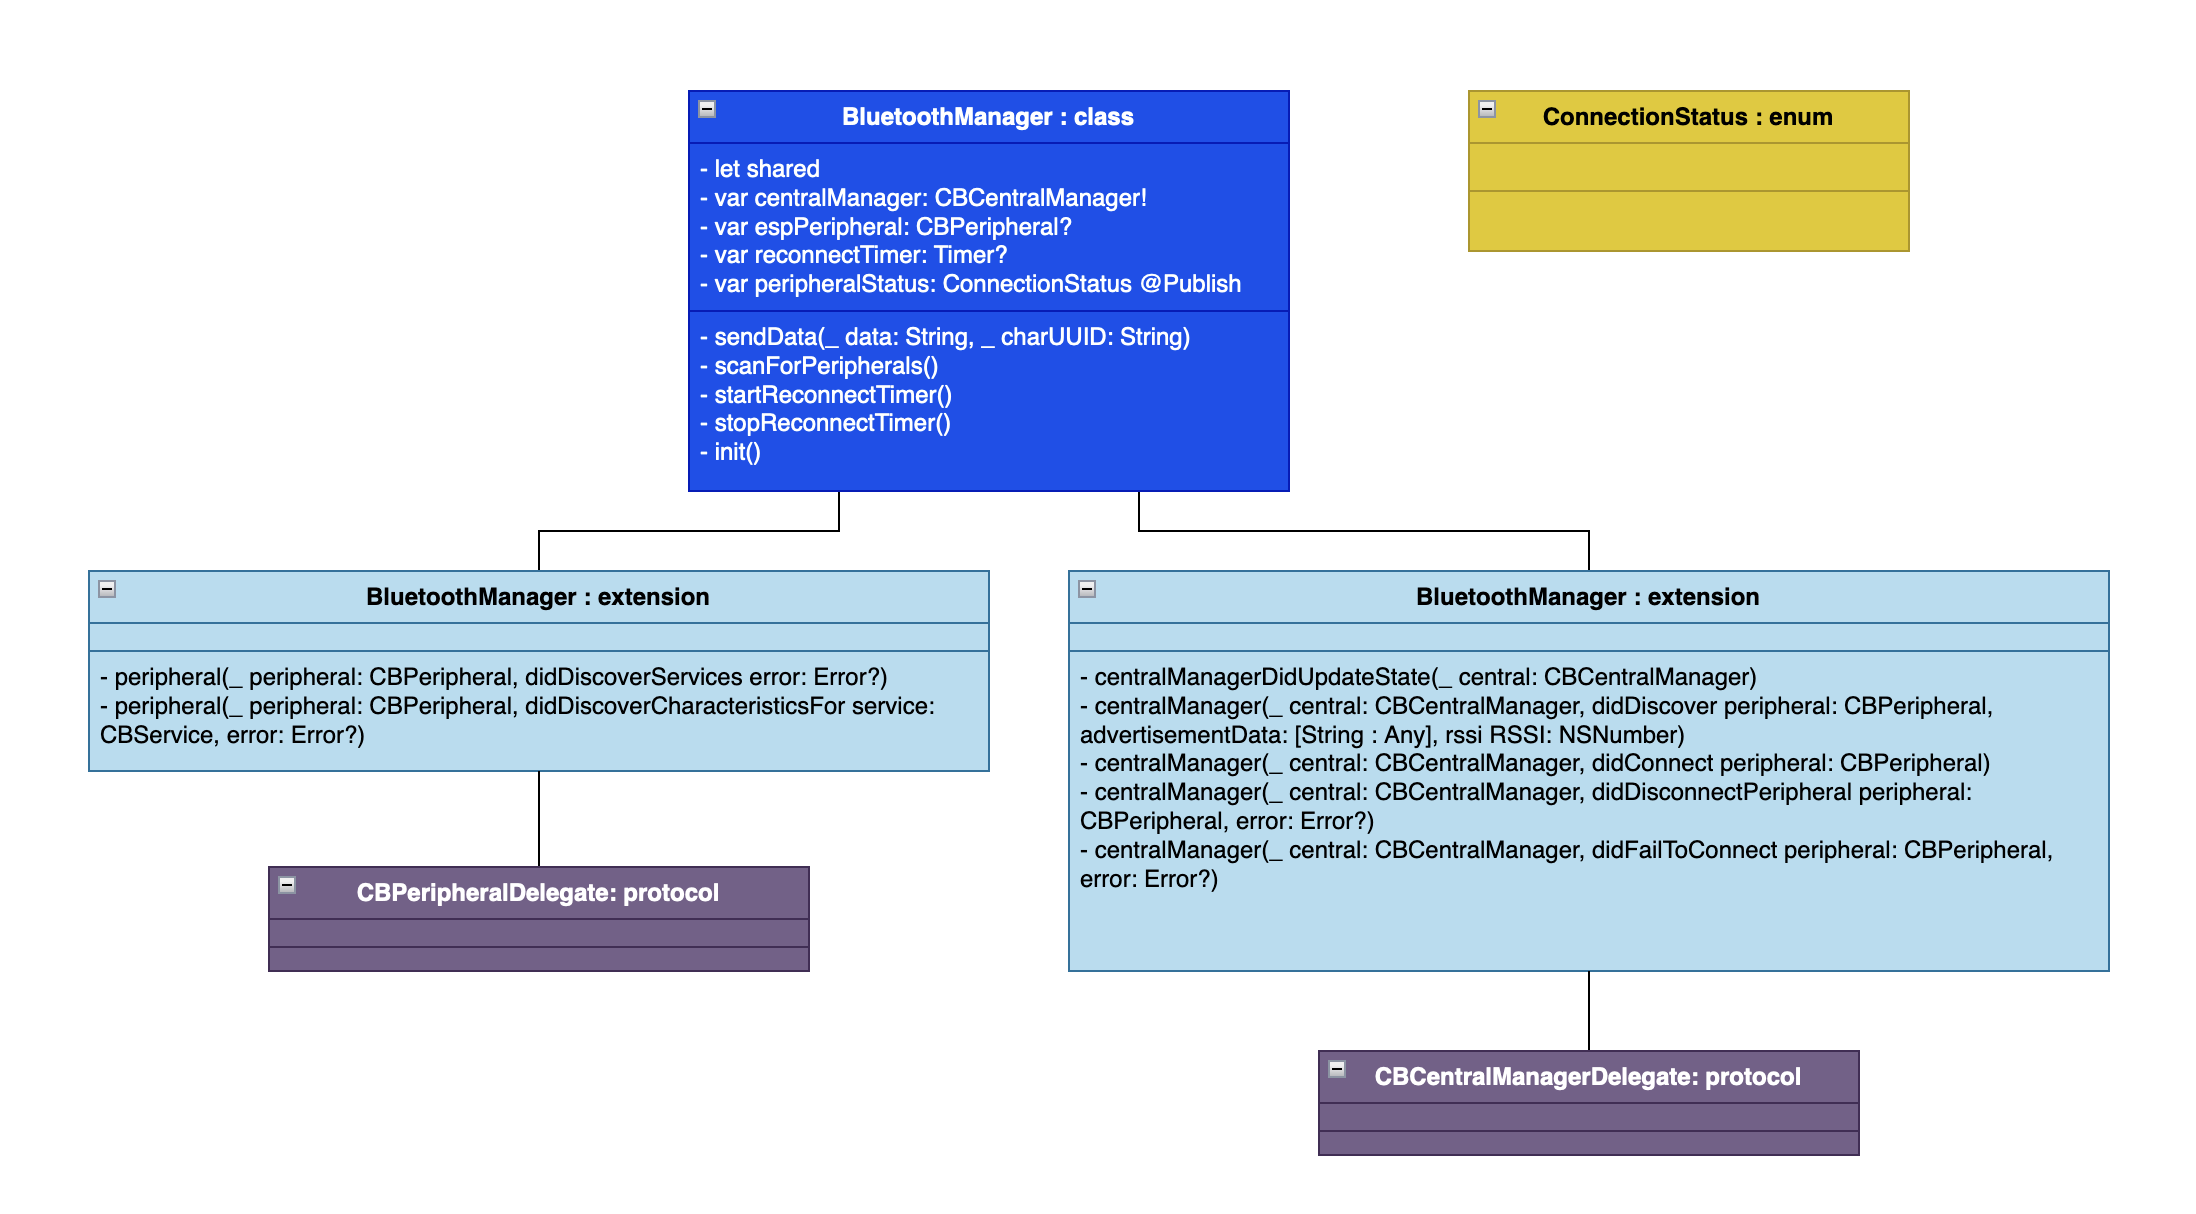 BluetoothManager : class
- let shared
- var centralManager: CBCentralManager!
- var espPeripheral: CBPeripheral?
- var reconnectTimer: Timer?
- var peripheralStatus: ConnectionStatus @Publish
- sendData(_ data: String, _ charUUID: String)
- scanForPeripherals()
- startReconnectTimer()
- stopReconnectTimer()
- init()
ConnectionStatus : enum
BluetoothManager : extension
- peripheral(_ peripheral: CBPeripheral, didDiscoverServices error: Error?)
- peripheral(_ peripheral: CBPeripheral, didDiscoverCharacteristicsFor service:
CBService, error: Error?)
BluetoothManager : extension
- centralManagerDidUpdateState(_ central: CBCentralManager)
- centralManager(_ central: CBCentralManager, didDiscover peripheral: CBPeripheral,
advertisementData: [String : Any], rssi RSSI: NSNumber)
- centralManager(_ central: CBCentralManager, didConnect peripheral: CBPeripheral)
- centralManager(_ central: CBCentralManager, didDisconnectPeripheral peripheral:
CBPeripheral, error: Error?)
- centralManager(_ central: CBCentralManager, didFailToConnect peripheral: CBPeripheral,
error: Error?)
CBPeripheralDelegate: protocol
CBCentralManagerDelegate: protocol